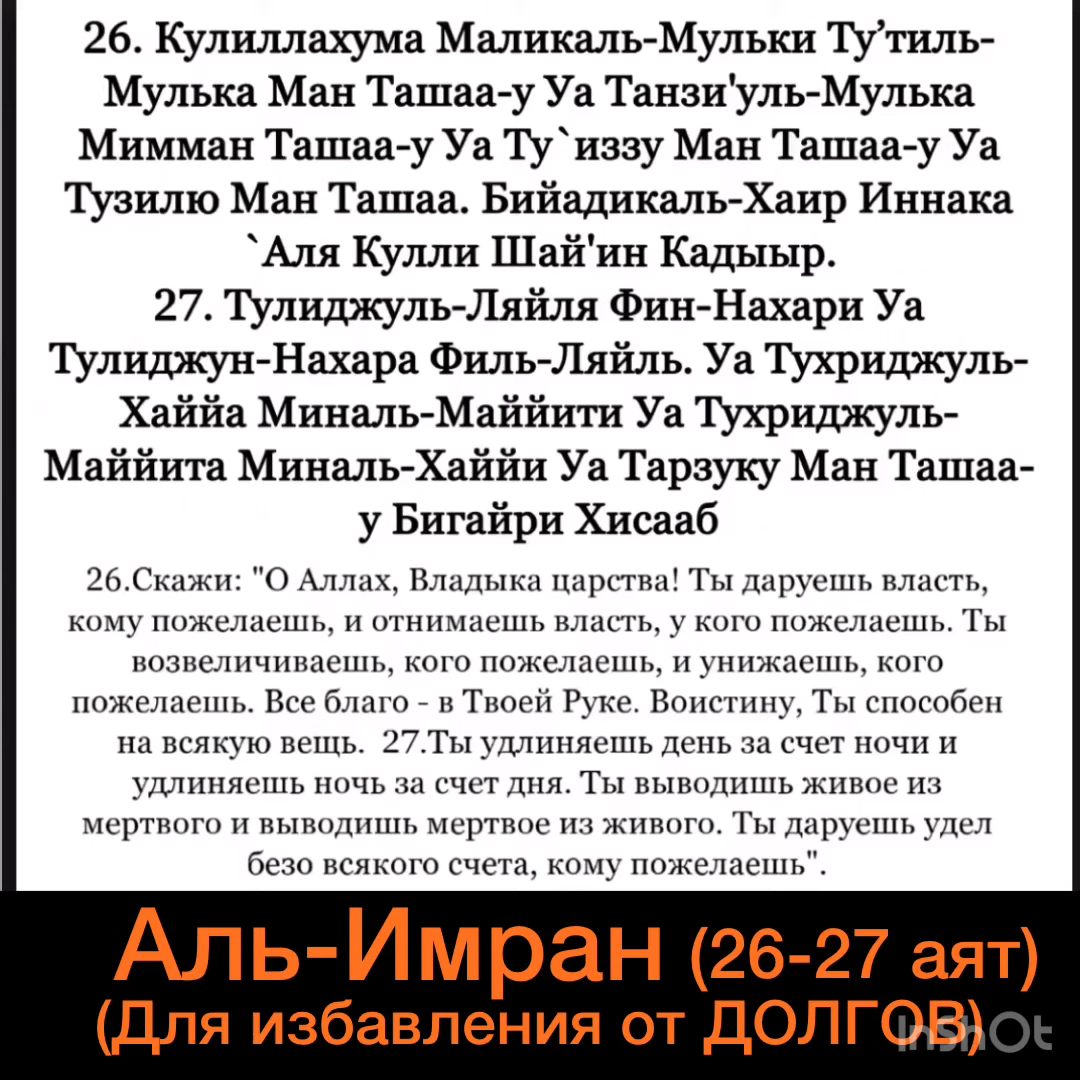 26. Кулиллахума Маликаль-Мульки Ту’тиль-
Мулька Ман Ташаа-у Уа Танзи'уль-Мулька
Мимман Ташаа-у Уа Ту`иззу Ман Ташаа-у Уа
Тузилю Ман Ташаа. Бийадикаль-Хаир Иннака
`Аля Кулли Шай'ин Кадыыр.
27. Тулиджуль-Ляйля Фин-Нахари Уа
Тулиджун-Нахара Филь-Ляйль. Уа Тухриджуль-
Хаййа Миналь-Маййити Уа Тухриджуль-
Маййита Миналь-Хаййи Уа Тарзуку Ман Ташаа-
у Бигайри Хисааб
26.Скажи: "О Аллах, Владыка царства! Ты даруешь власть,
кому пожелаешь, и отнимаешь власть, у кого пожелаешь. Ты
возвеличиваешь, кого пожелаешь, и унижаешь, кого
пожелаешь. Все благо - в Твоей Руке. Воистину, Ты способен
на всякую вещь. 27.Ты удлиняешь день за счет ночи и
удлиняешь ночь за счет дня. Ты выводишь живое из
мертвого и выводишь мертвое из живого. Ты даруешь удел
безо всякого счета, кому пожелаешь".
Аль-Имран (26-27 аят)
(Для избавления от ДОЛГОВ)
InShOt